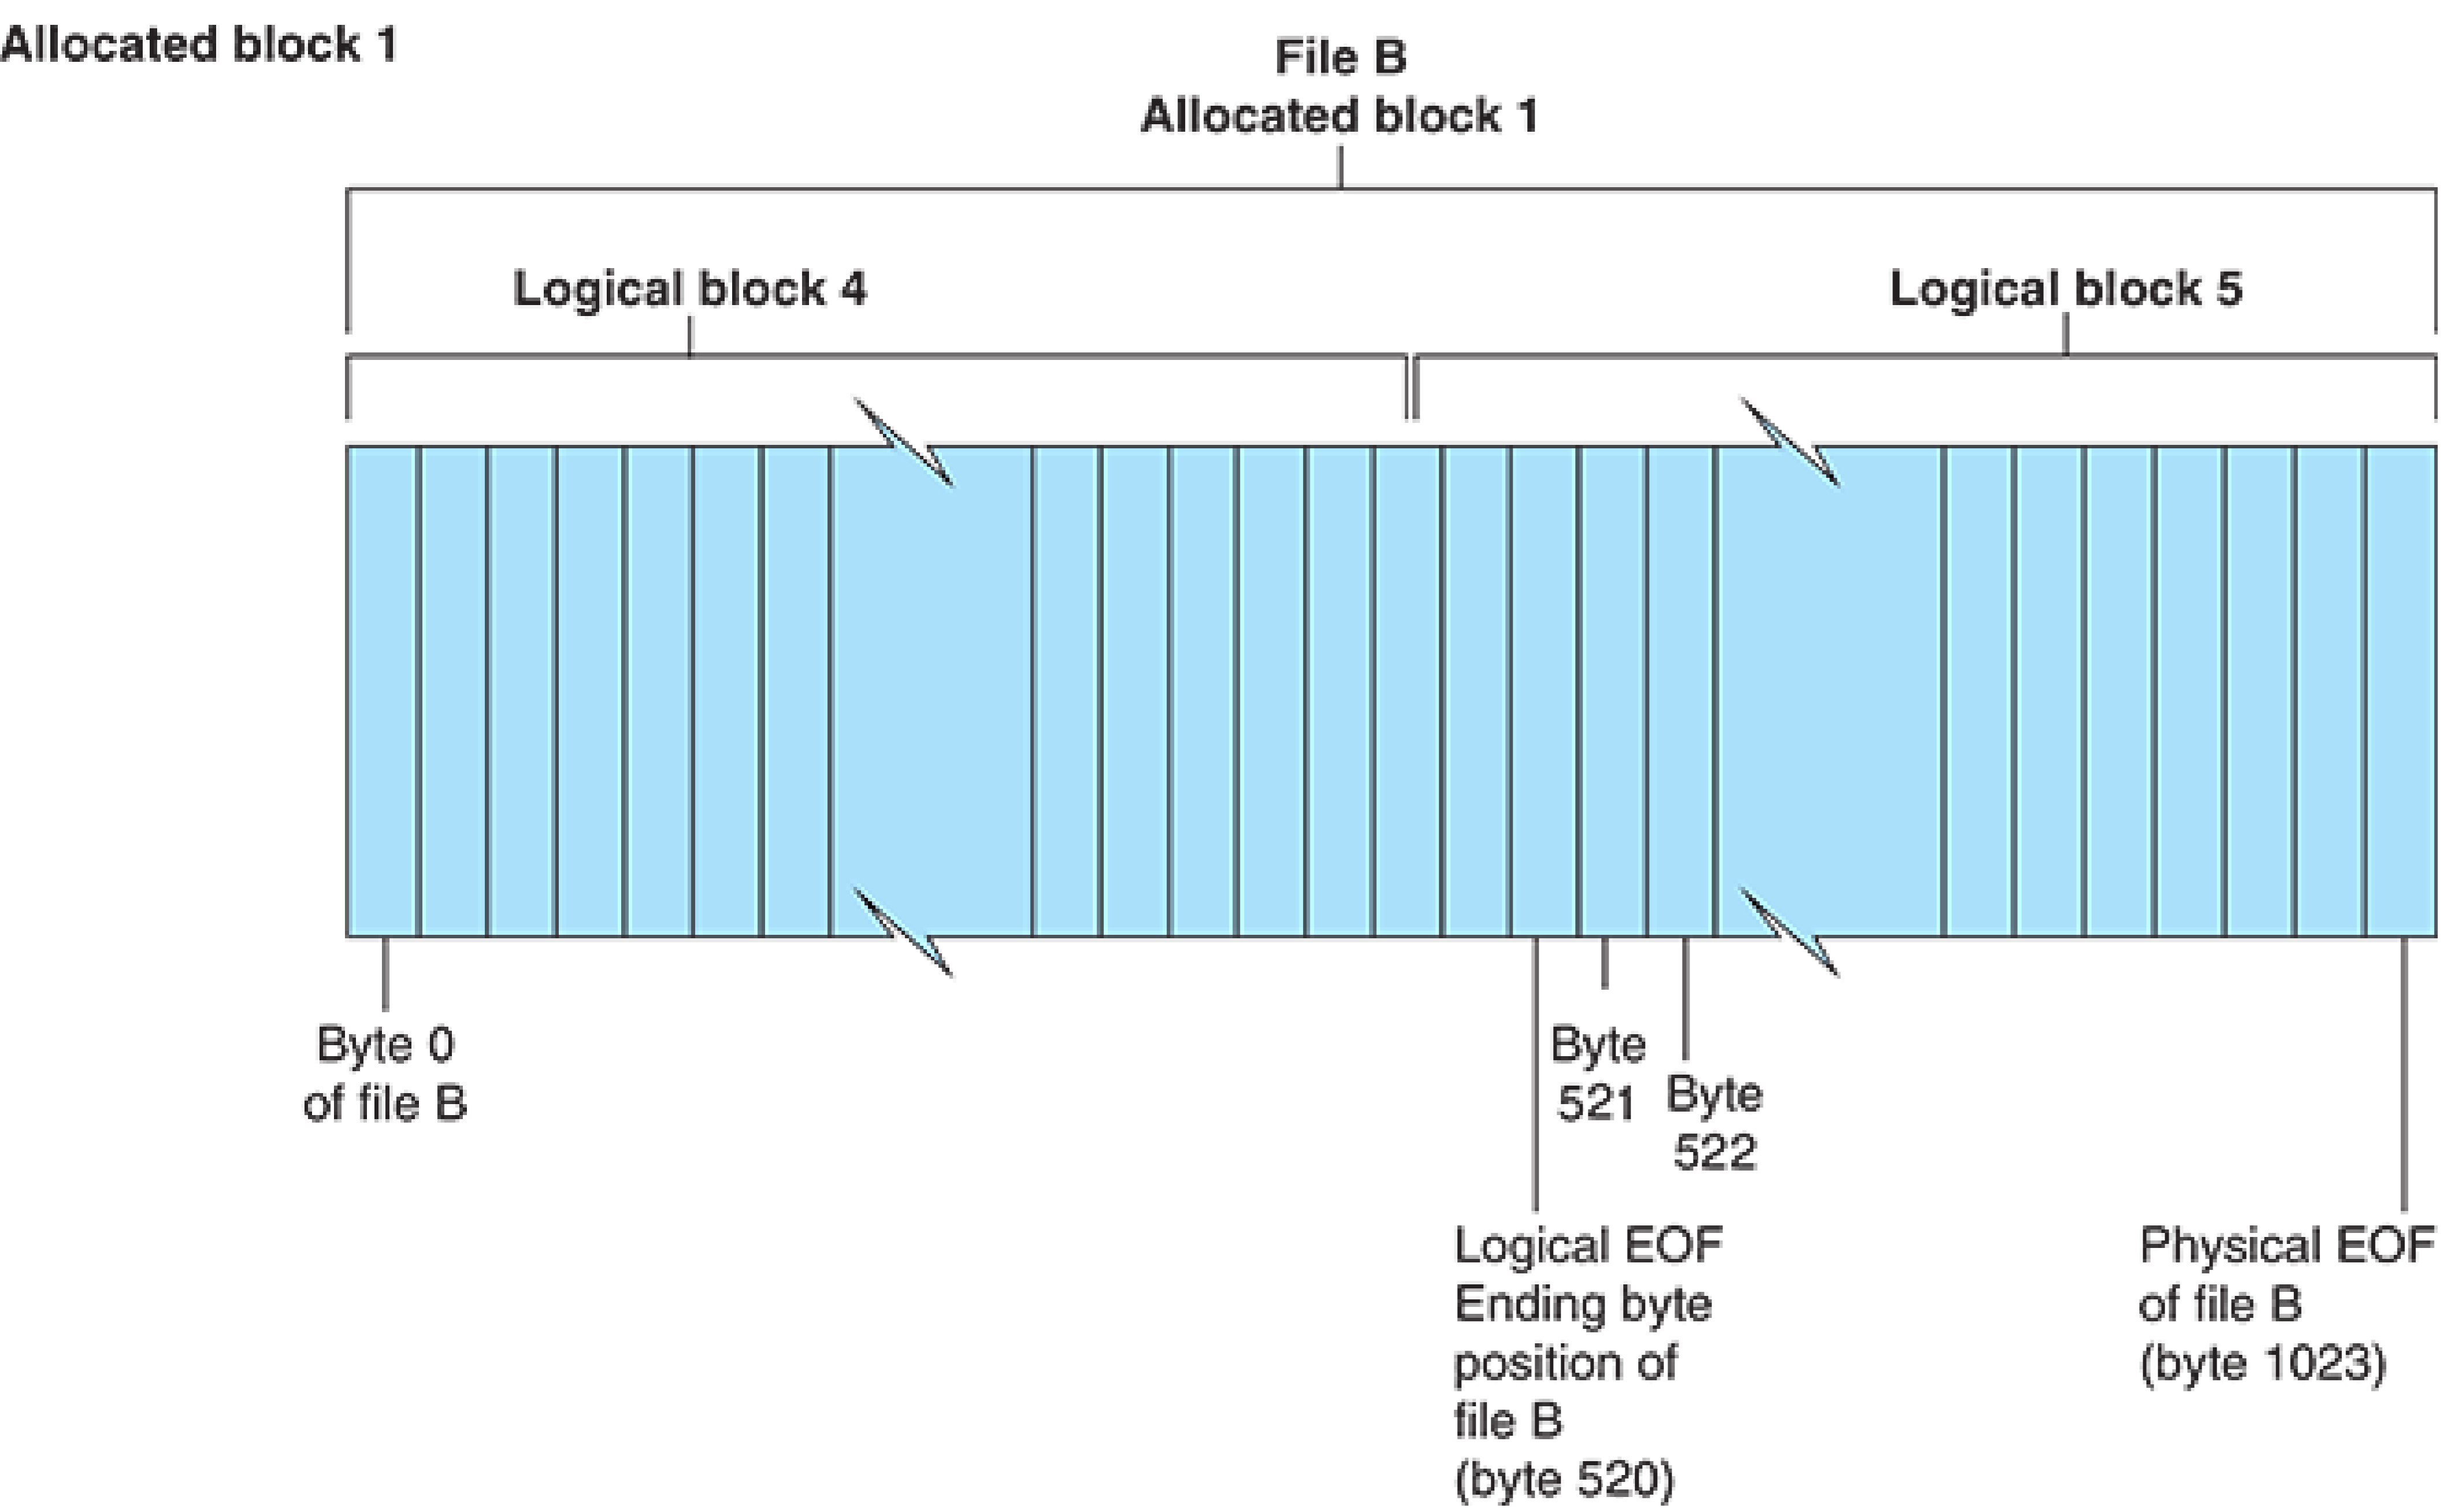 Allocated block 1
File B
Allocated block 1
Logical block 4
Logical block 5
Byte 0
of file B
Byte
521
Byte
522
Logical EOF
Ending byte
position of
file B
(byte 520)
Physical EOF
of file B
(byte 1023)